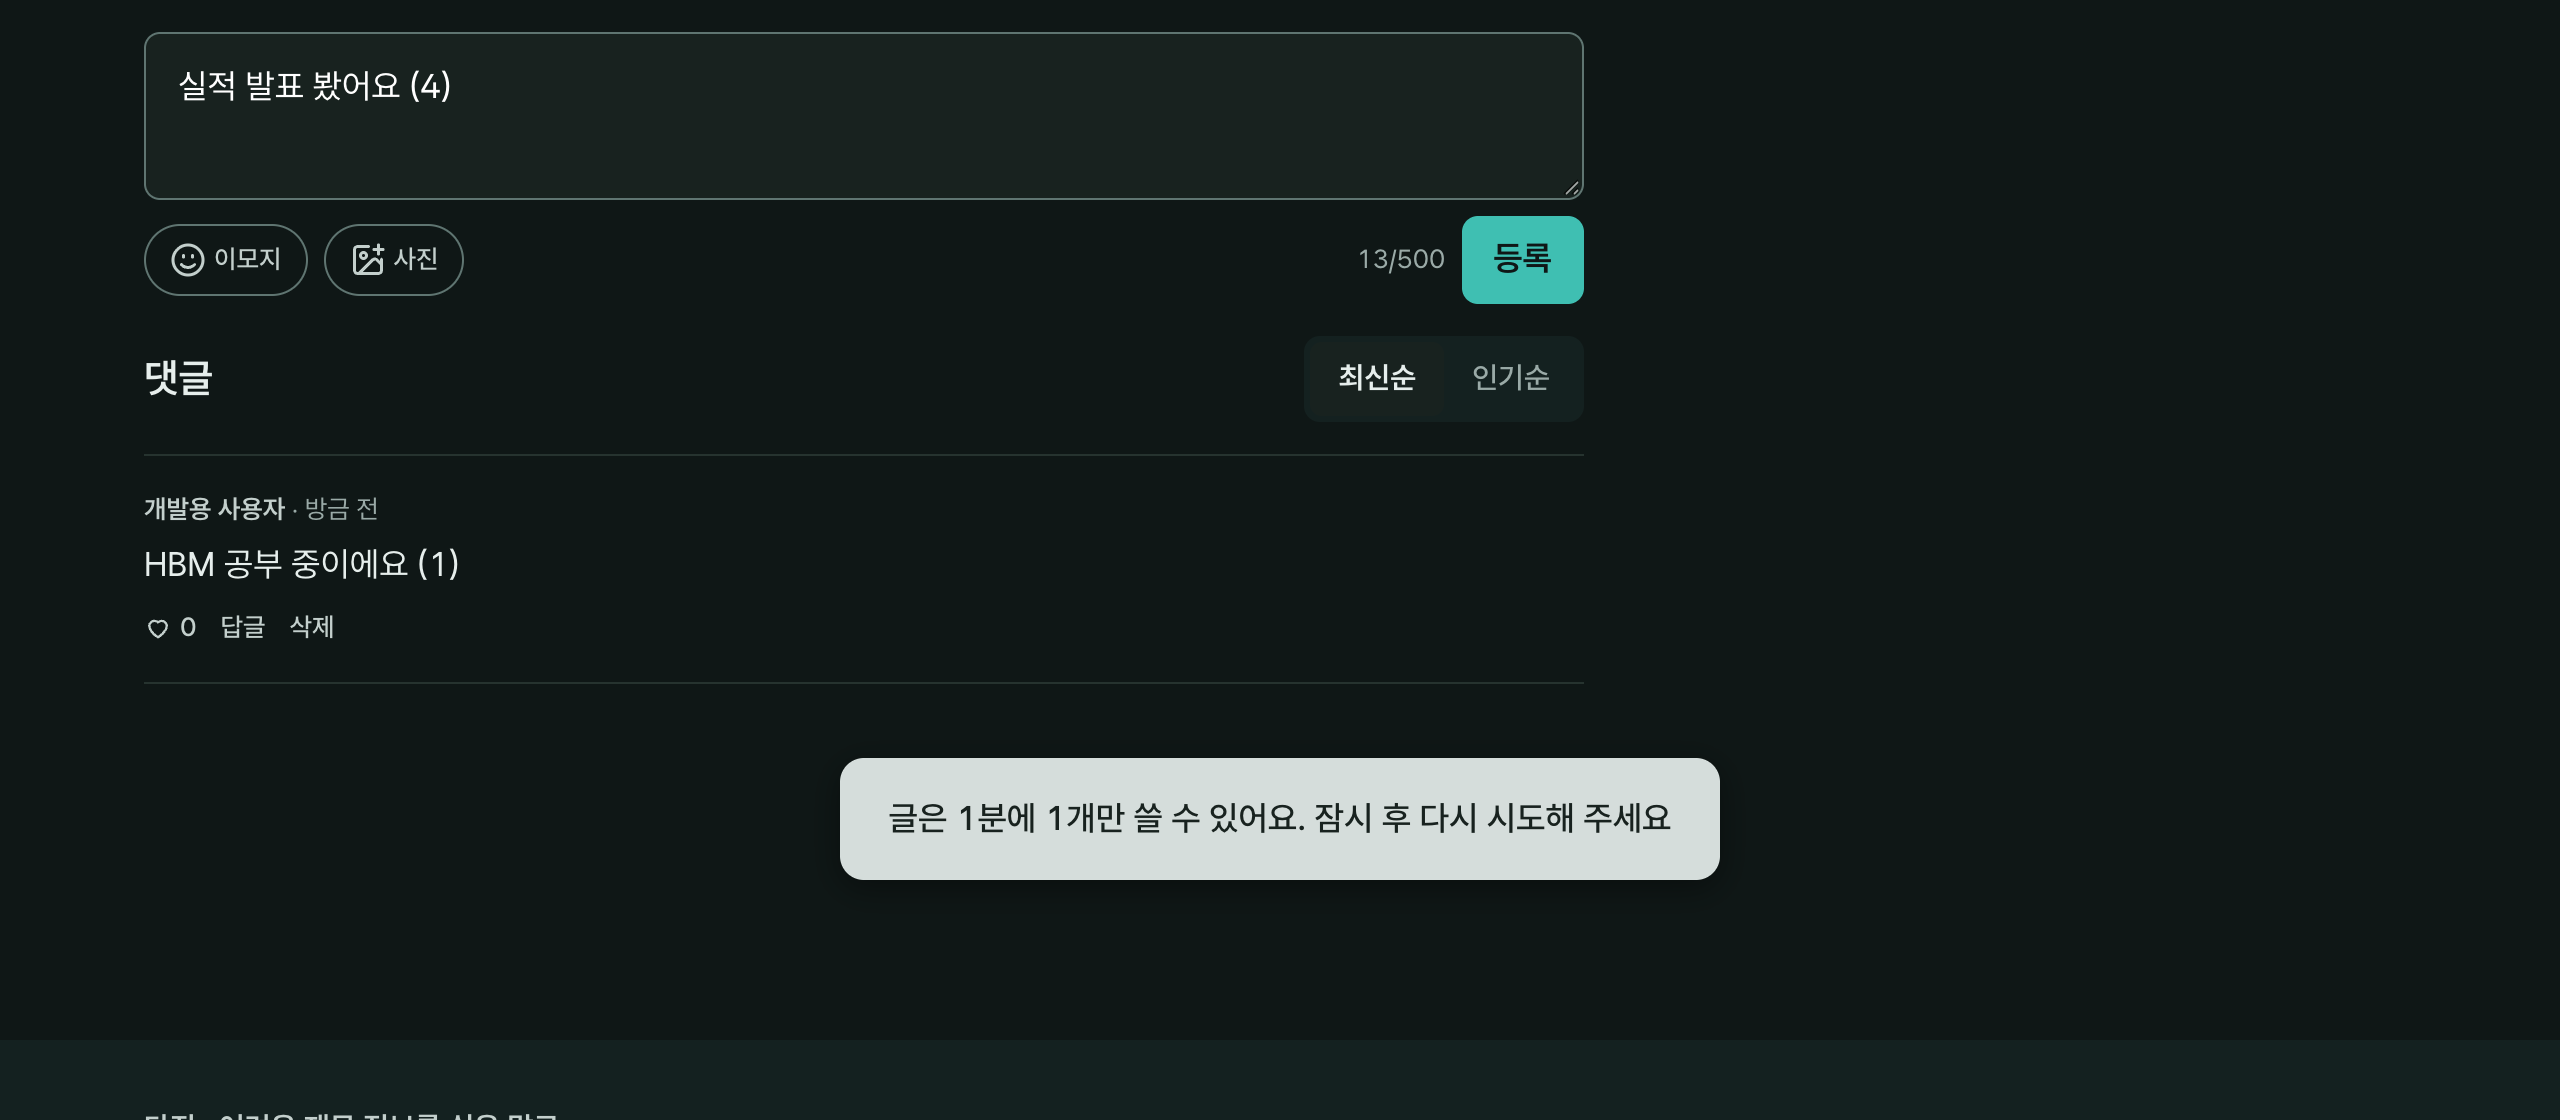 실적 발표 봤어요 (4)
이모지 사진 13/500 등록
댓글 최신순 인기순
개발용 사용자 · 방금 전
HBM 공부 중이에요 (1)
0 답글 삭제
글은 1분에 1개만 쓸 수 있어요. 잠시 후 다시 시도해 주세요